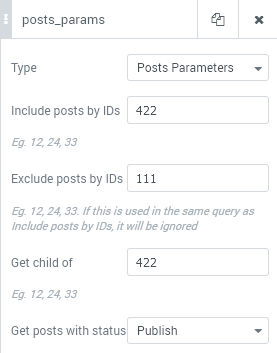 posts_params
Type Posts Parameters
Include posts by IDs 422
Eg. 12, 24, 33
Exclude posts by IDs 111
Eg. 12, 24, 33. If this is used in the same query as
Include posts by IDs, it will be ignored
Get child of 422
Eg. 12, 24, 33
Get posts with status Publish